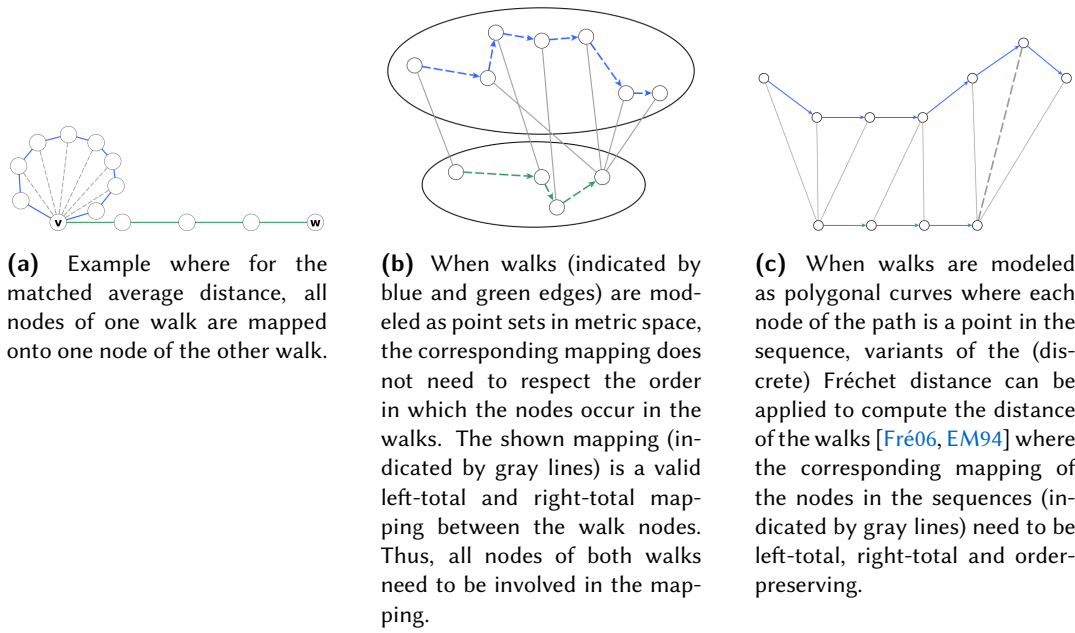 v
w
(a) Example where for the
matched average distance, all
nodes of one walk are mapped
onto one node of the other walk.
(b) When walks (indicated by
blue and green edges) are mod-
eled as point sets in metric space,
the corresponding mapping does
not need to respect the order
in which the nodes occur in the
walks. The shown mapping (in-
dicated by gray lines) is a valid
left-total and right-total map-
ping between the walk nodes.
Thus, all nodes of both walks
need to be involved in the map-
ping.
(c) When walks are modeled
as polygonal curves where each
node of the path is a point in the
sequence, variants of the (dis-
crete) Fréchet distance can be
applied to compute the distance
of the walks [Fré06, EM94] where
the corresponding mapping of
the nodes in the sequences (in-
dicated by gray lines) need to be
left-total, right-total and order-
preserving.